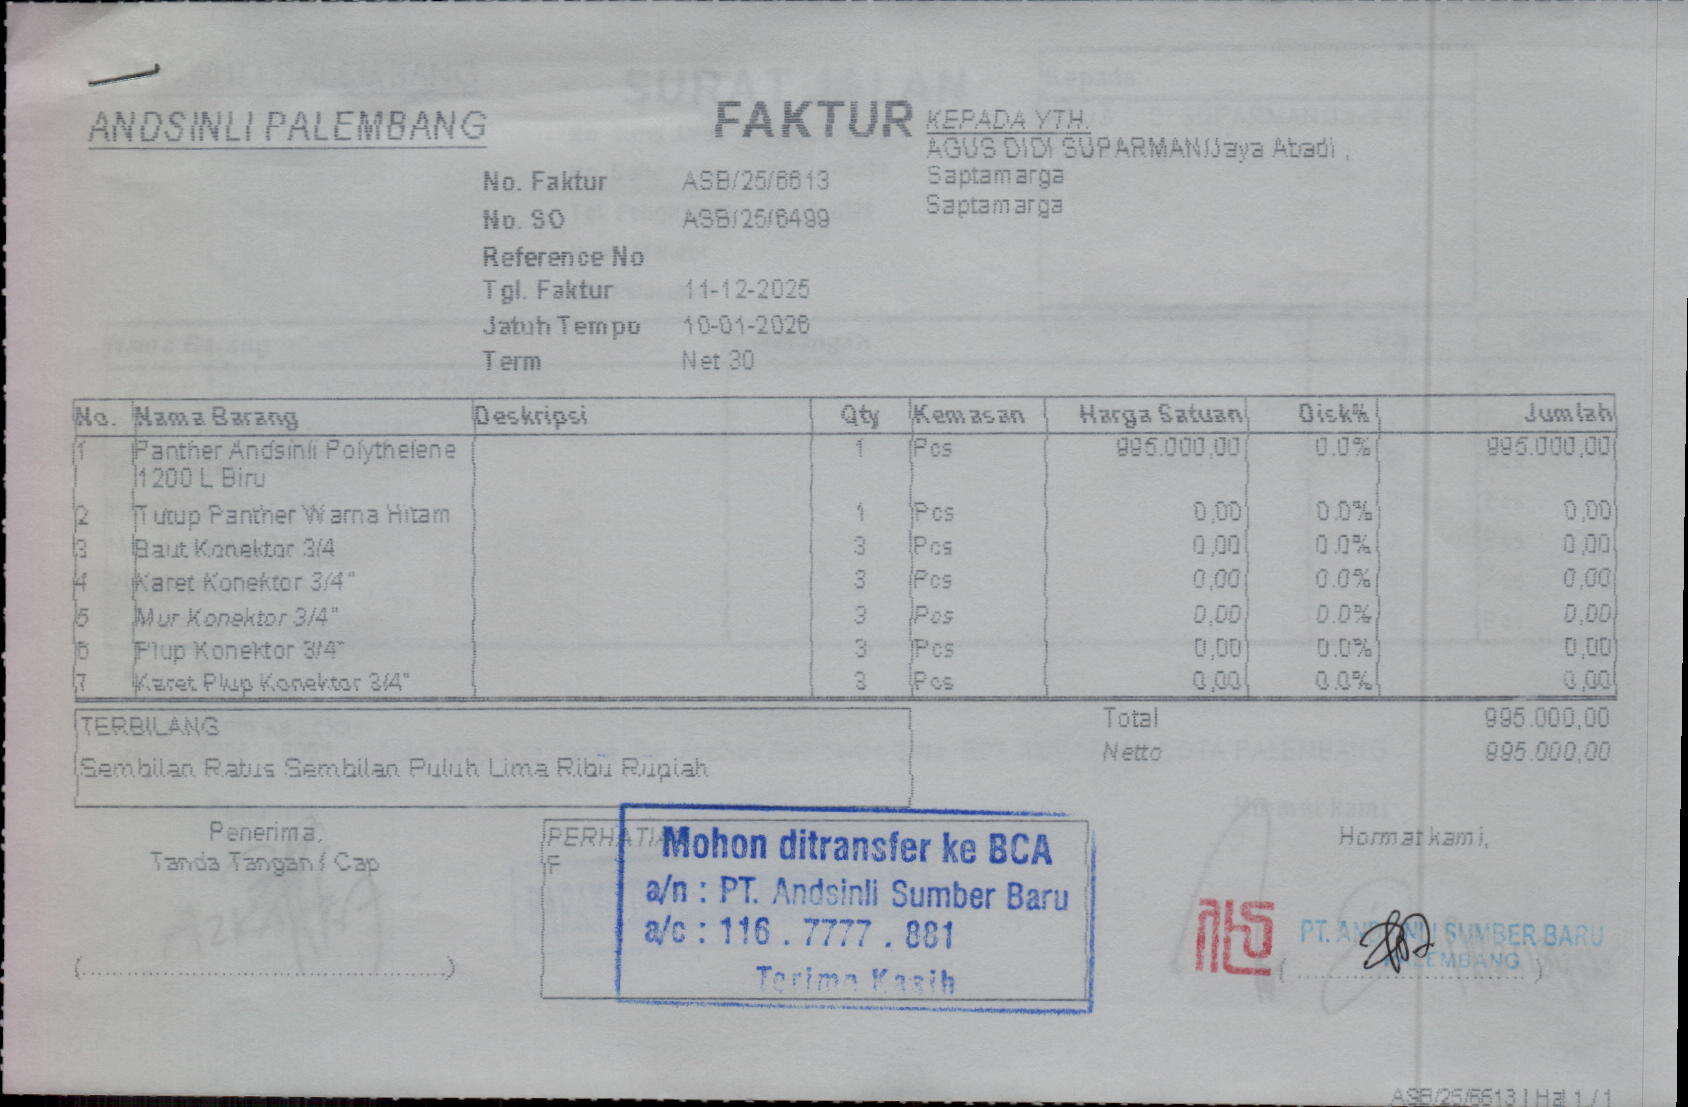 ANDSINLI PALEMBANG
FAKTUR
KEPADA YTH.
AGUS DIDI SUPARMAN/Jaya Abadi ,
Saptamarga
Saptamarga
No. Faktur ASB/25/6613
No. SO ASB/25/6499
Reference No
Tgl. Faktur 11-12-2025
Jatuh Tempo 10-01-2026
Term Net 30
No. Nama Barang Deskripsi Qty Kemasan Harga Satuan Disk% Jumlah
1 Panther Andsinli Polythelene 1 Pcs 995.000,00 0.0% 995.000,00
1200 L Biru
2 Tutup Panther Warna Hitam 1 Pcs 0,00 0.0% 0,00
3 Baut Konektor 3/4 3 Pcs 0,00 0.0% 0,00
4 Karet Konektor 3/4" 3 Pcs 0,00 0.0% 0,00
5 Mur Konektor 3/4" 3 Pcs 0,00 0.0% 0,00
6 Plup Konektor 3/4" 3 Pcs 0,00 0.0% 0,00
7 Karet Plup Konektor 3/4" 3 Pcs 0,00 0.0% 0,00
TERBILANG
Sembilan Ratus Sembilan Puluh Lima Ribu Rupiah
Total 995.000,00
Netto 995.000,00
Penerima,
Tanda Tangan / Cap
(..................................................)
PERHATIA
F
Mohon ditransfer ke BCA
a/n : PT. Andsinli Sumber Baru
a/c : 116 . 7777 . 881
Terima Kasih
Hormat kami,
PT. ANDSINLI SUMBER BARU
PALEMBANG
ASB/25/6613 | Hal 1 / 1